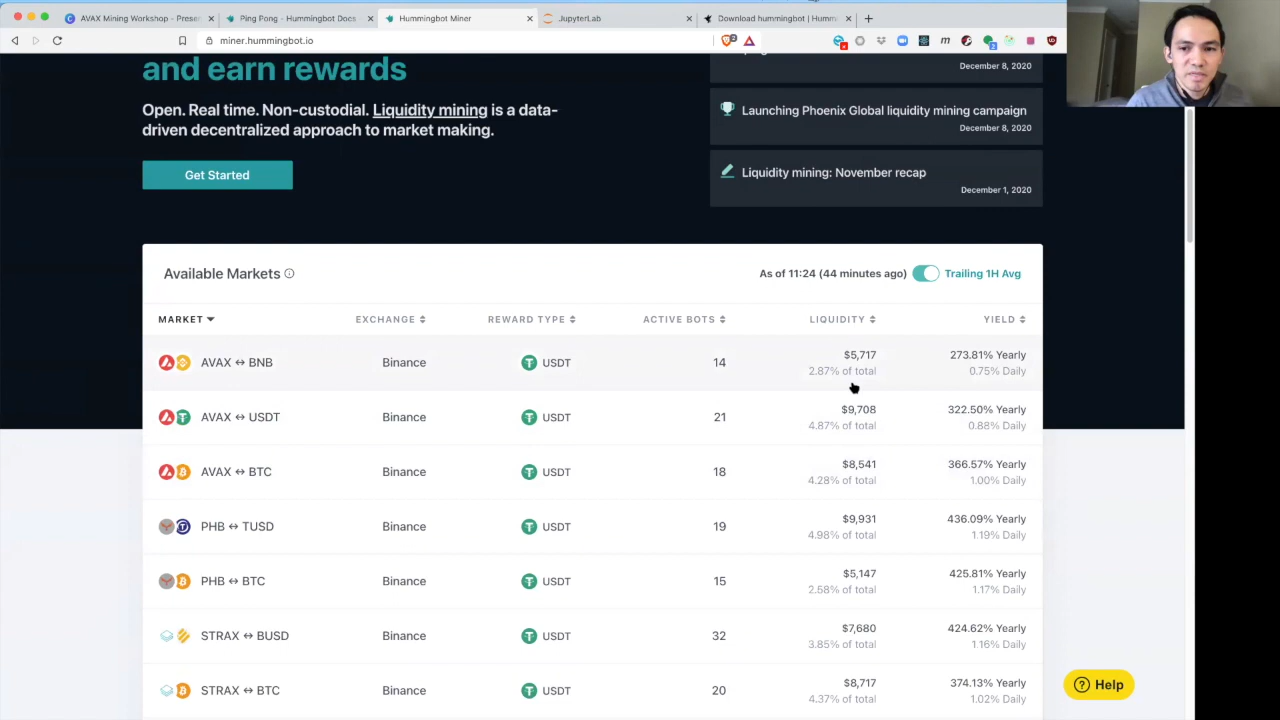 AVAX Mining Workshop - Presen
Ping Pong - Hummingbot Docs
Hummingbot Miner
JupyterLab
Download hummingbot | Humm
miner.hummingbot.io
and earn rewards
Open. Real time. Non-custodial. Liquidity mining is a data-
driven decentralized approach to market making.
Get Started
December 8, 2020
Launching Phoenix Global liquidity mining campaign
December 8, 2020
Liquidity mining: November recap
December 1, 2020
Available Markets
As of 11:24 (44 minutes ago) Trailing 1H Avg
MARKET EXCHANGE REWARD TYPE ACTIVE BOTS LIQUIDITY YIELD
AVAX ↔ BNB Binance USDT 14 $5,717 273.81% Yearly
2.87% of total 0.75% Daily
AVAX ↔ USDT Binance USDT 21 $9,708 322.50% Yearly
4.87% of total 0.88% Daily
AVAX ↔ BTC Binance USDT 18 $8,541 366.57% Yearly
4.28% of total 1.00% Daily
PHB ↔ TUSD Binance USDT 19 $9,931 436.09% Yearly
4.98% of total 1.19% Daily
PHB ↔ BTC Binance USDT 15 $5,147 425.81% Yearly
2.58% of total 1.17% Daily
STRAX ↔ BUSD Binance USDT 32 $7,680 424.62% Yearly
3.85% of total 1.16% Daily
STRAX ↔ BTC Binance USDT 20 $8,717 374.13% Yearly
4.37% of total 1.02% Daily
Help